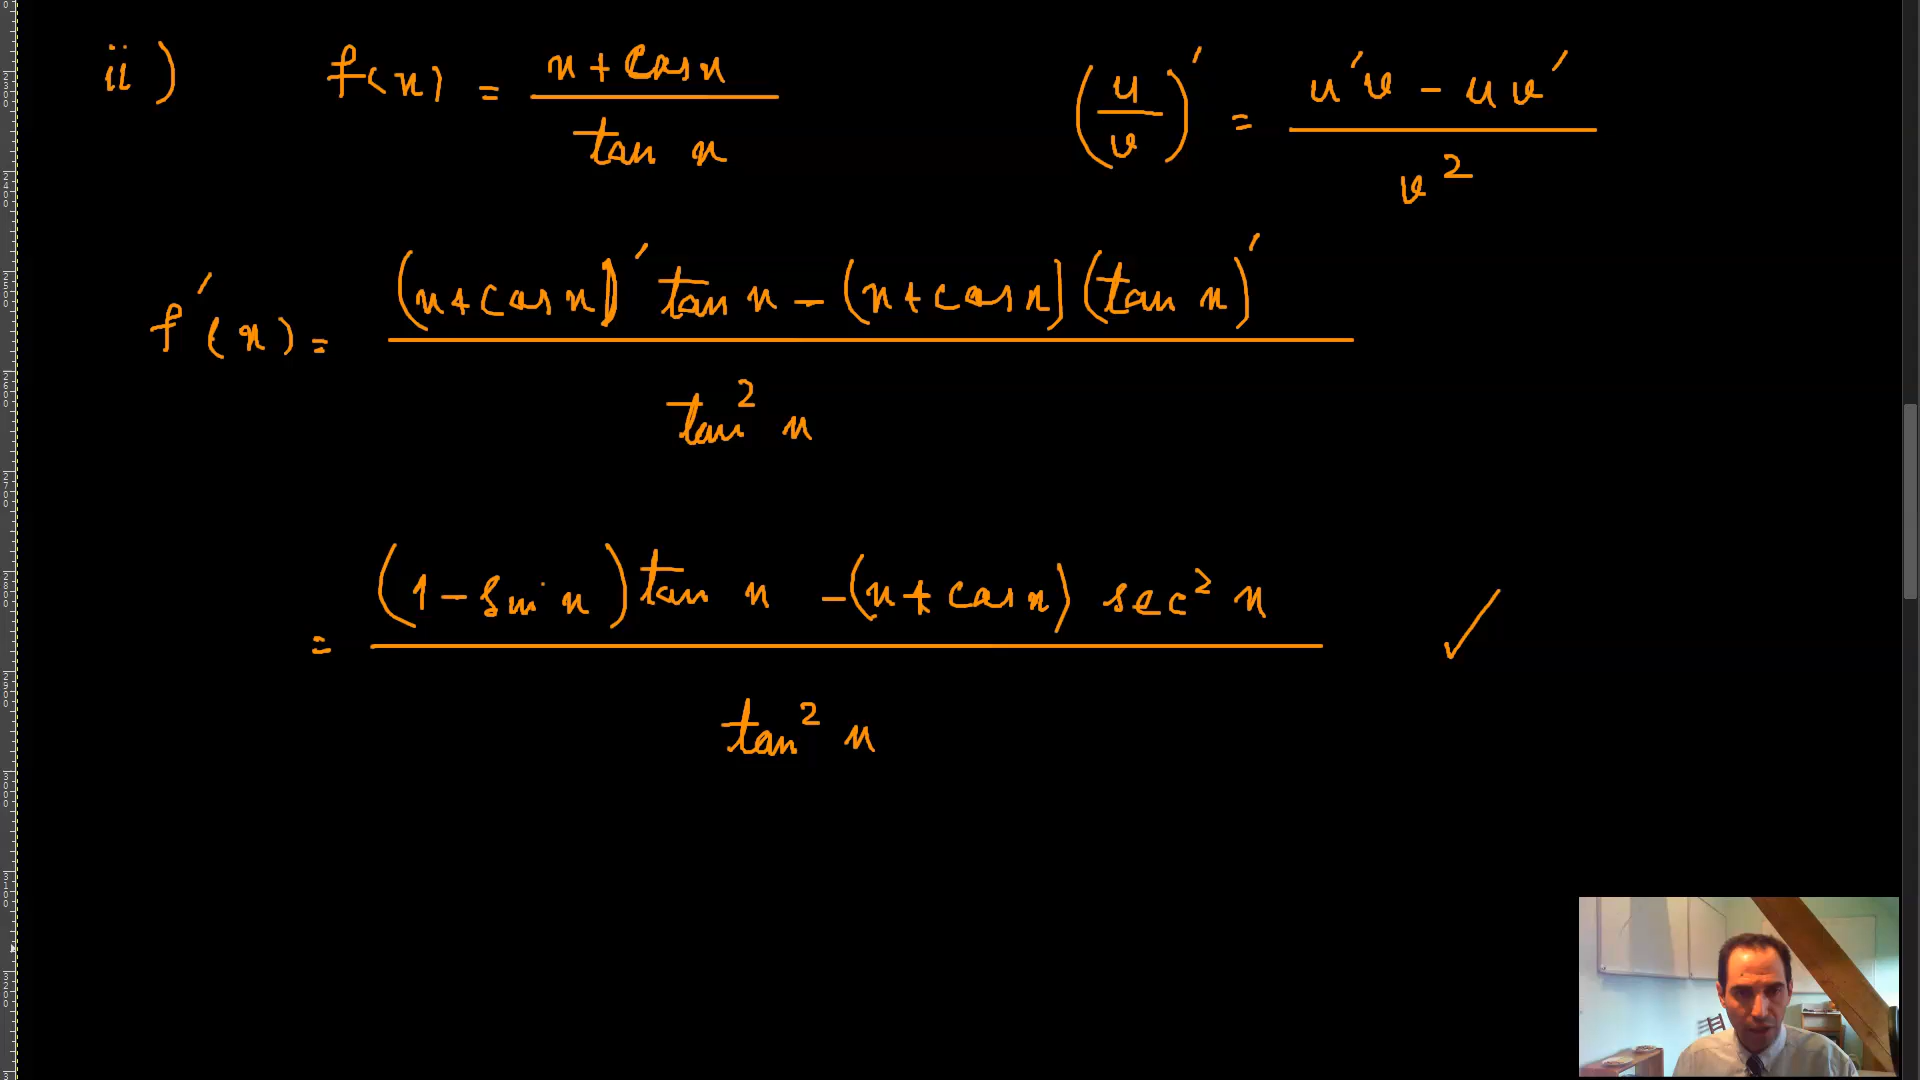 ii) f(x) = (x + cos x) / (tan x) (u/v)' = (u'v - uv') / v²
f'(x) = ((x + cos x)' tan x - (x + cos x)(tan x)') / (tan² x)
= ((1 - sin x) tan x - (x + cos x) sec² x) / (tan² x) ✓